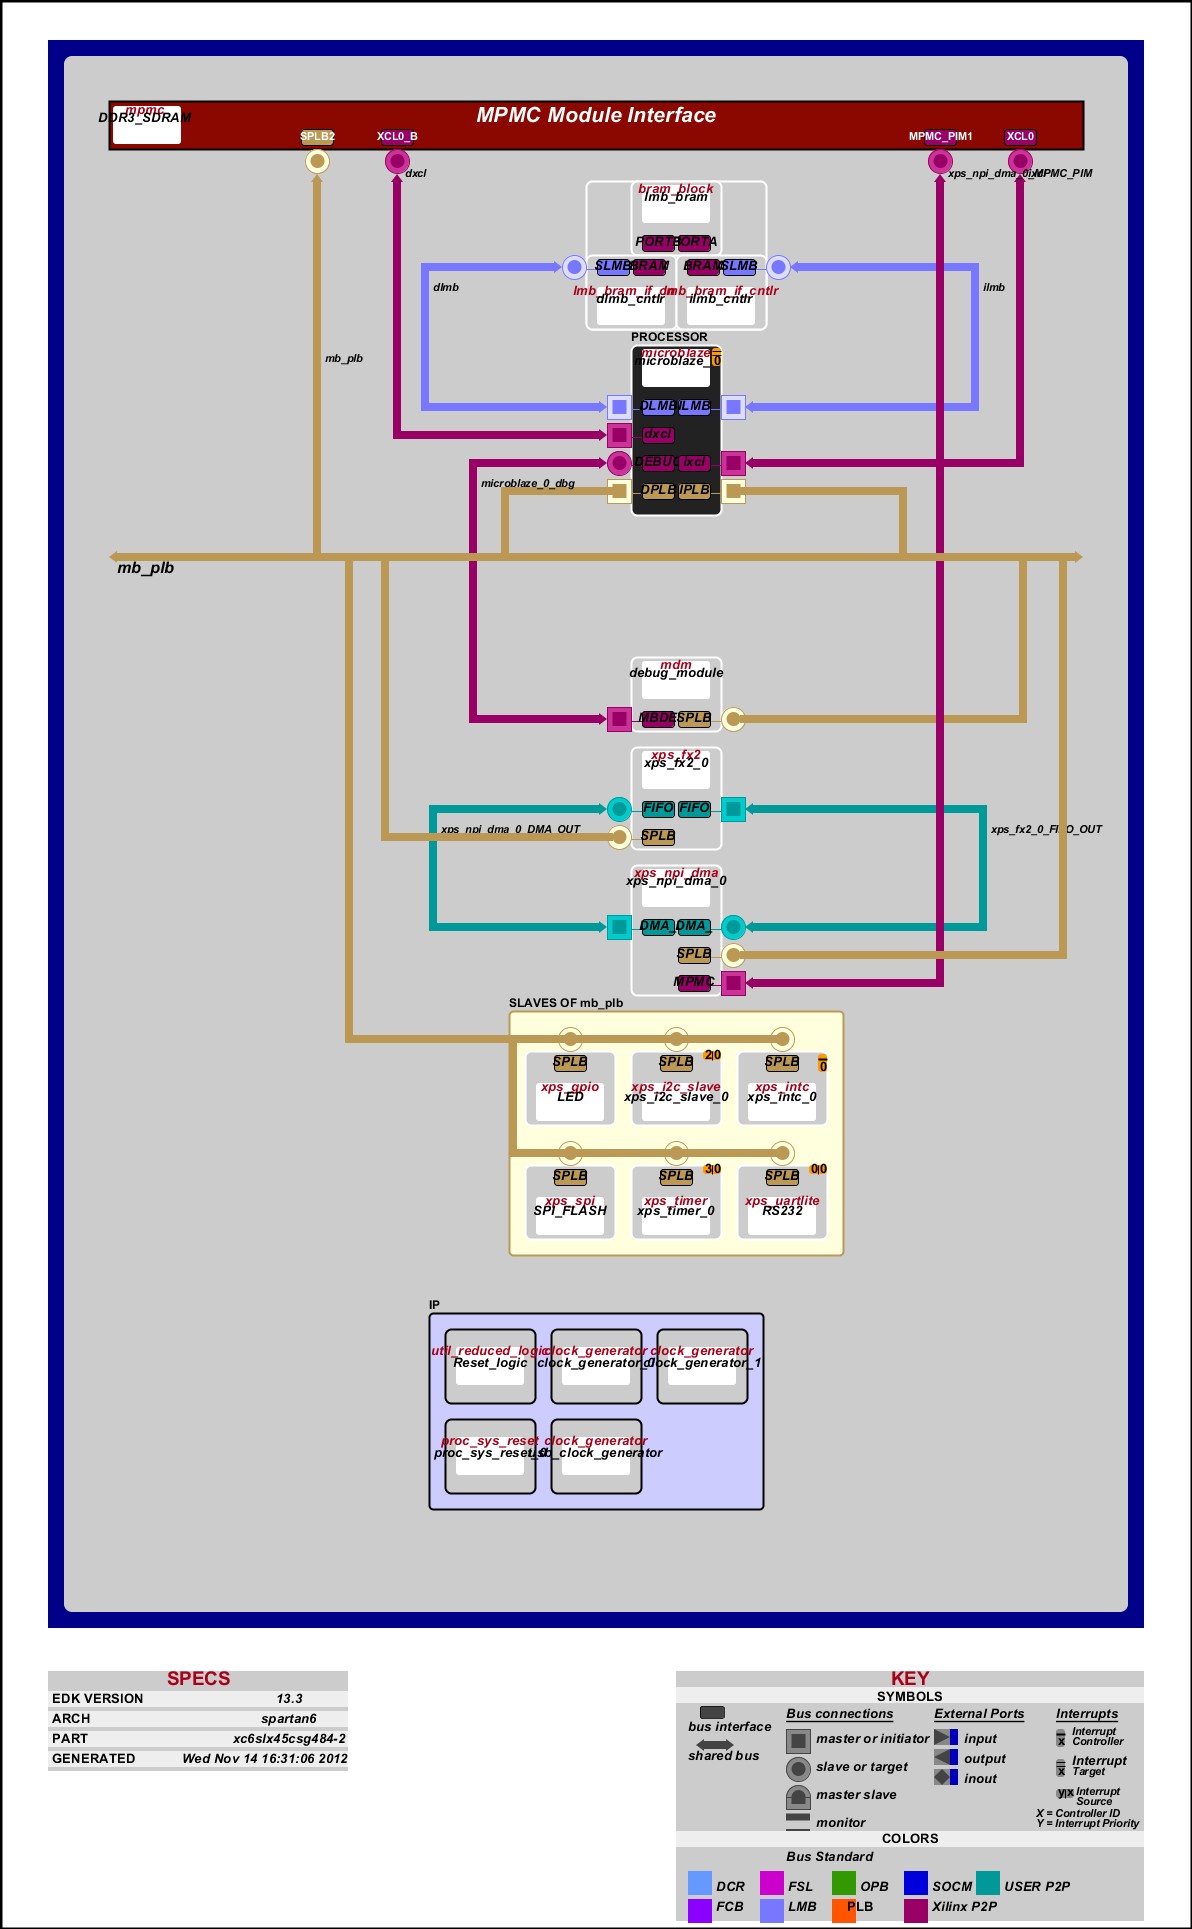 mpmc
DDR3_SDRAM
MPMC Module Interface
SPLB2
XCL0_B
MPMC_PIM1
XCL0
dxcl
xps_npi_dma_0
ixcl
MPMC_PIM
bram_block
lmb_bram
PORTB
PORTA
SLMB
BRAM
BRAM
SLMB
lmb_bram_if_cntlr
lmb_bram_if_cntlr
dlmb_cntlr
ilmb_cntlr
dlmb
ilmb
PROCESSOR
microblaze
microblaze_0
0
mb_plb
DLMB
ILMB
dxcl
DEBUG
ixcl
microblaze_0_dbg
DPLB
IPLB
mb_plb
mdm
debug_module
MBDE
SPLB
xps_fx2
xps_fx2_0
FIFO
FIFO
xps_npi_dma_0_DMA_OUT
SPLB
xps_fx2_0_FIFO_OUT
xps_npi_dma
xps_npi_dma_0
DMA_
DMA_
SPLB
MPMC
SLAVES OF mb_plb
SPLB
SPLB
2 0
SPLB
0
xps_gpio
LED
xps_i2c_slave
xps_i2c_slave_0
xps_intc
xps_intc_0
SPLB
SPLB
3 0
SPLB
0 0
xps_spi
SPI_FLASH
xps_timer
xps_timer_0
xps_uartlite
RS232
IP
util_reduced_logic
Reset_logic
clock_generator
clock_generator_0
clock_generator
clock_generator_1
proc_sys_reset
proc_sys_reset_0
clock_generator
usb_clock_generator
SPECS
EDK VERSION 13.3
ARCH spartan6
PART xc6slx45csg484-2
GENERATED Wed Nov 14 16:31:06 2012
KEY
SYMBOLS
bus interface
shared bus
Bus connections
master or initiator
slave or target
master slave
monitor
External Ports
input
output
inout
Interrupts
x Interrupt
Controller
x Interrupt
Target
y x Interrupt
Source
X = Controller ID
Y = Interrupt Priority
COLORS
Bus Standard
DCR FSL OPB SOCM USER P2P
FCB LMB PLB Xilinx P2P